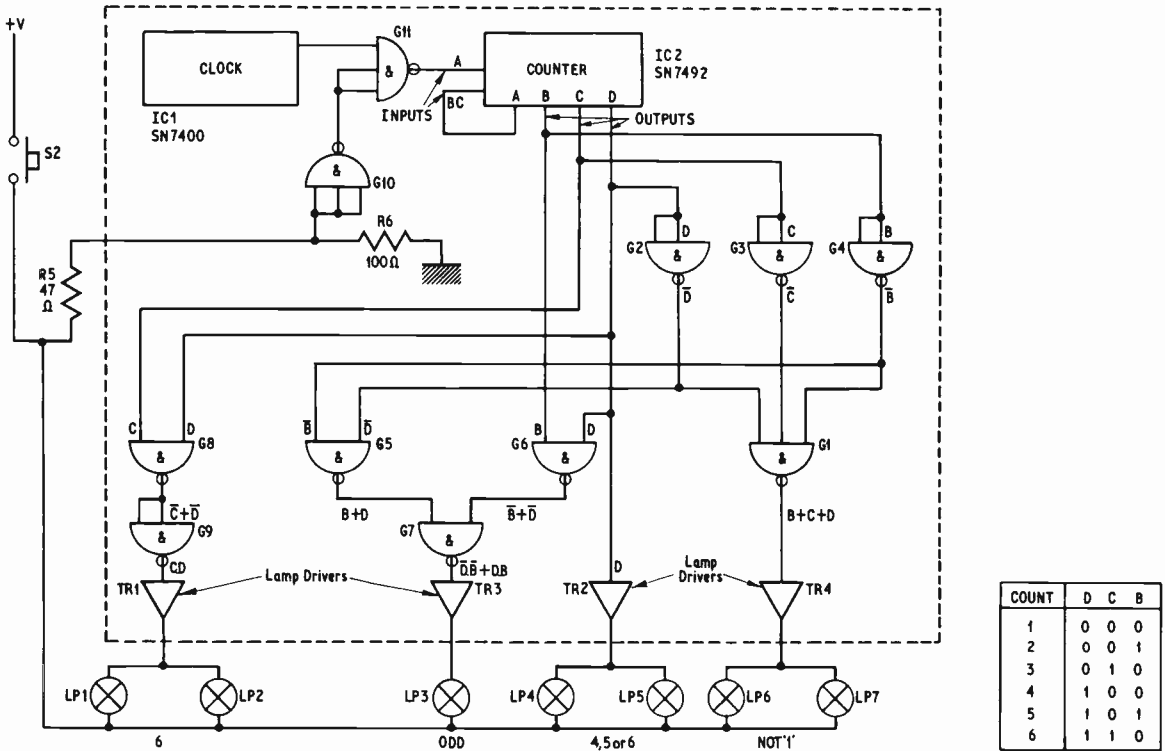 +V
S2
R5
47
Ω
CLOCK
IC1
SN7400
G11
&
A
BC
INPUTS
COUNTER
A B C D
IC2
SN7492
OUTPUTS
&
G10
R6
100Ω
G2
D
&
D̅
G3
C
&
C̅
G4
B
&
B̅
C
D
G8
&
C̅+D̅
G9
&
CD
B̅
D̅
G5
&
B+D
B
D
G6
&
B̅+D̅
G7
&
D̅.B̅+D.B
G1
&
B+C+D
TR1
Lamp Drivers
TR3
D
TR2
Lamp
Drivers
TR4
LP1
LP2
LP3
LP4
LP5
LP6
LP7
6
ODD
4,5 or 6
NOT'1'
COUNT D C B
1 0 0 0
2 0 0 1
3 0 1 0
4 1 0 0
5 1 0 1
6 1 1 0